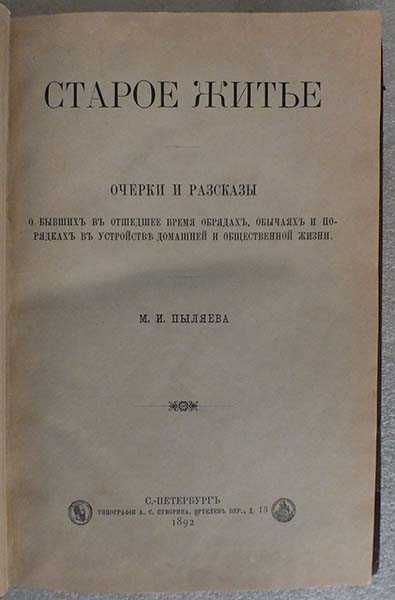 СТАРОЕ ЖИТЬЕ
ОЧЕРКИ И РАЗСКАЗЫ
О БЫВШИХЪ ВЪ ОТШЕДШЕЕ ВРЕМЯ ОБРЯДАХЪ, ОБЫЧАЯХЪ И ПО-
РЯДКАХЪ ВЪ УСТРОЙСТВѢ ДОМАШНЕЙ И ОБЩЕСТВЕННОЙ ЖИЗНИ.
М. И. ПЫЛЯЕВА
С.-ПЕТЕРБУРГЪ
ТИПОГРАФІЯ А. С. СУВОРИНА. ЭРТЕЛЕВЪ ПЕР., Д. 13
1892